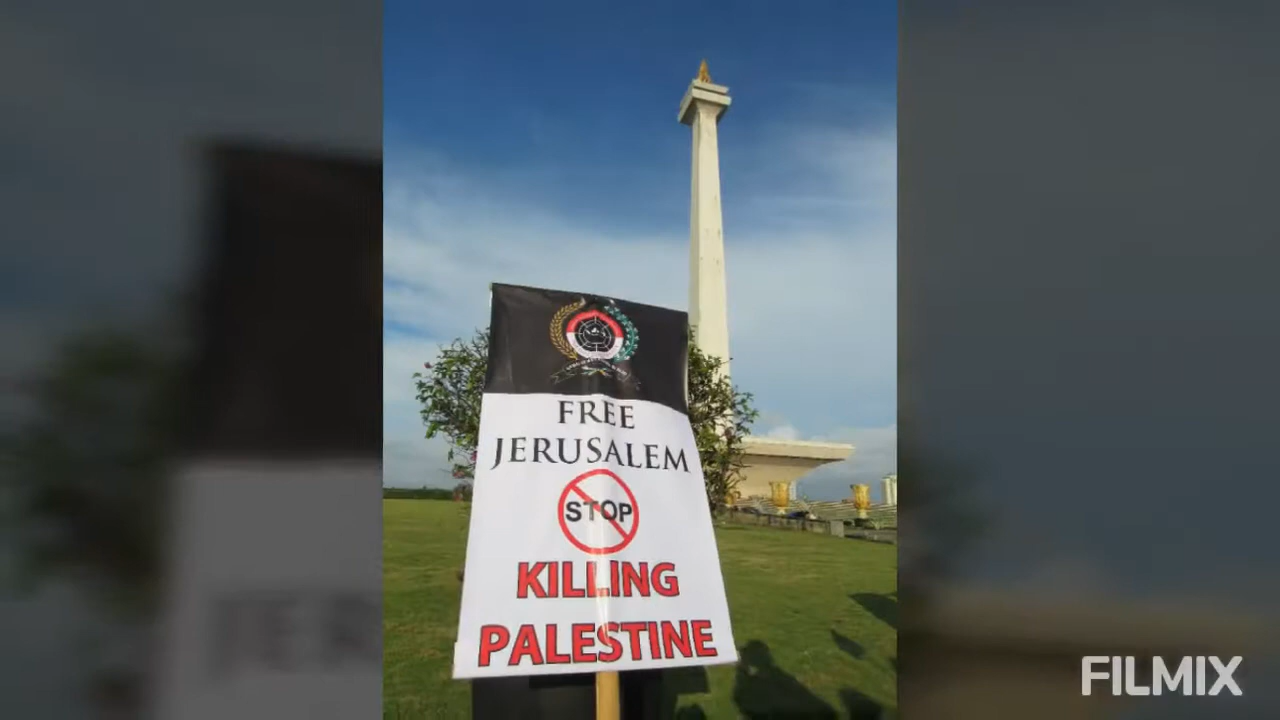 FREE
JERUSALEM
STOP
KILLING
PALESTINE
FILMIX